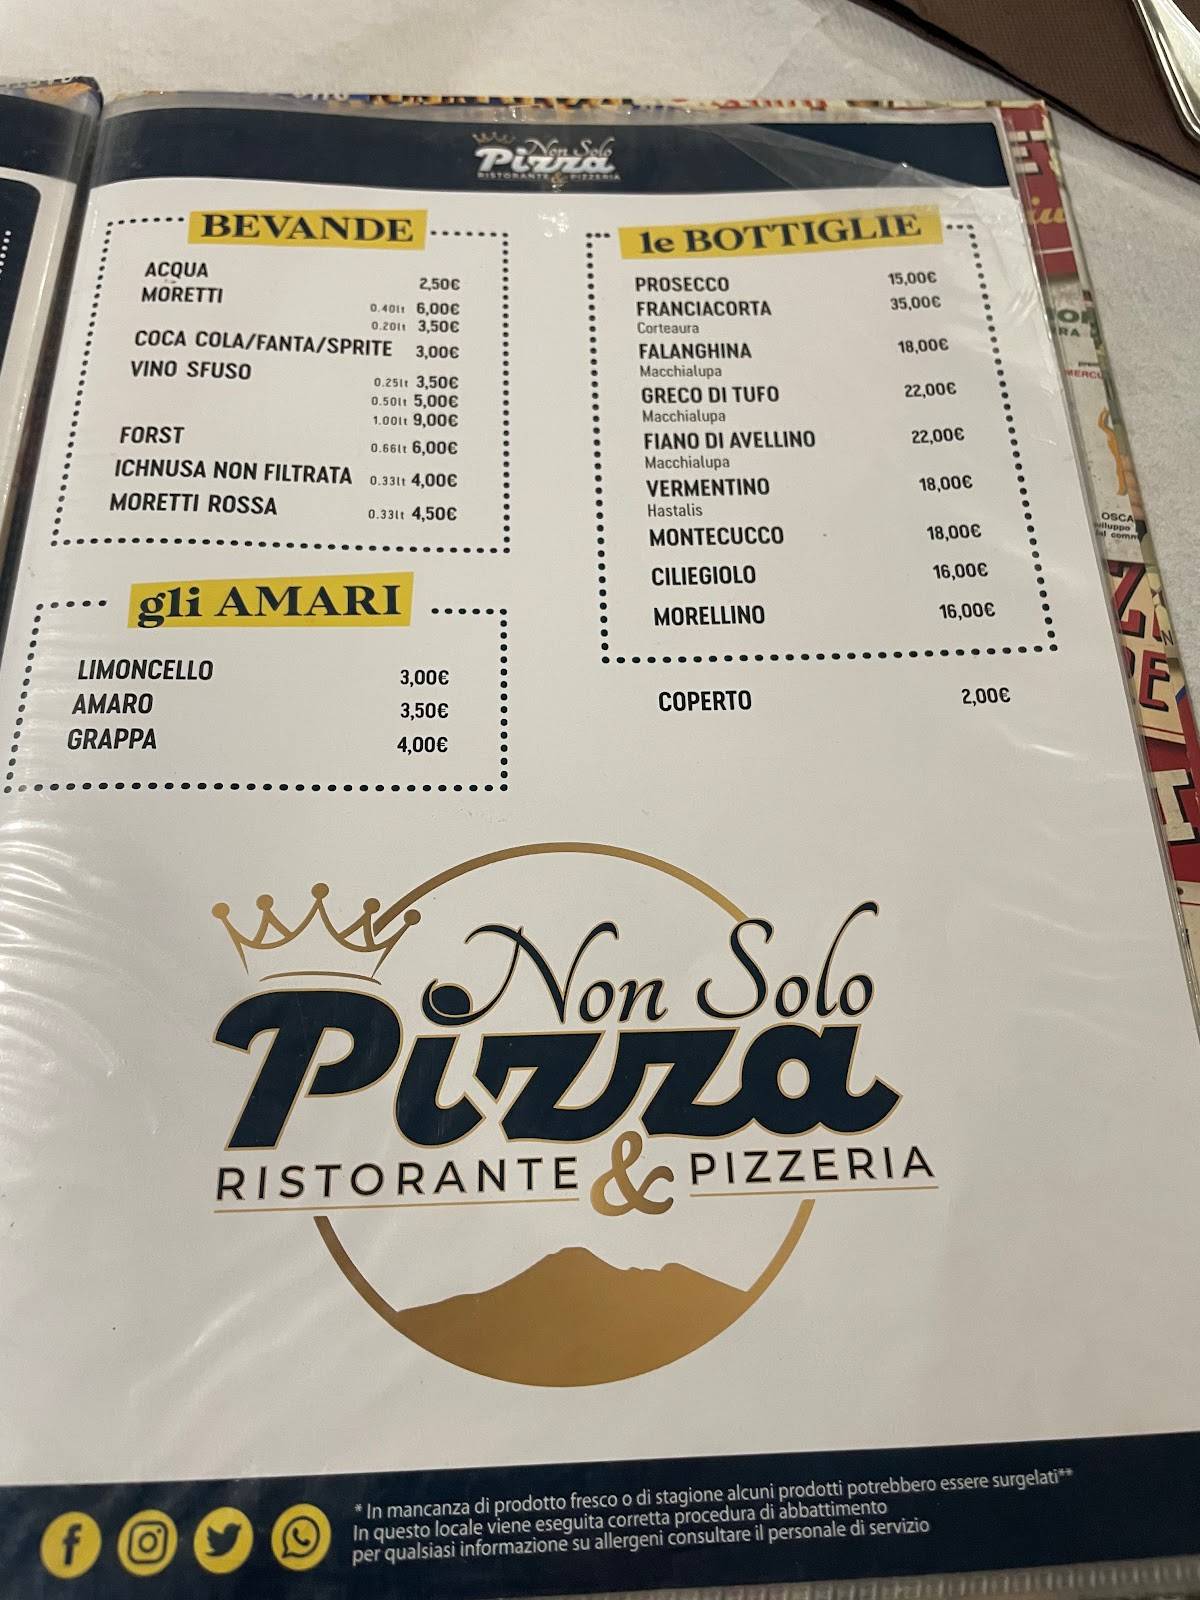 Non Solo
Pizza
RISTORANTE & PIZZERIA
BEVANDE
ACQUA 2,50€
MORETTI 0.40lt 6,00€
0.20lt 3,50€
COCA COLA/FANTA/SPRITE 3,00€
VINO SFUSO 0.25lt 3,50€
0.50lt 5,00€
1.00lt 9,00€
FORST 0.66lt 6,00€
ICHNUSA NON FILTRATA 0.33lt 4,00€
MORETTI ROSSA 0.33lt 4,50€
gli AMARI
LIMONCELLO 3,00€
AMARO 3,50€
GRAPPA 4,00€
le BOTTIGLIE
PROSECCO 15,00€
FRANCIACORTA 35,00€
Corteaura
FALANGHINA 18,00€
Macchialupa
GRECO DI TUFO 22,00€
Macchialupa
FIANO DI AVELLINO 22,00€
Macchialupa
VERMENTINO 18,00€
Hastalis
MONTECUCCO 18,00€
CILIEGIOLO 16,00€
MORELLINO 16,00€
COPERTO 2,00€
Non Solo
Pizza
RISTORANTE & PIZZERIA
* In mancanza di prodotto fresco o di stagione alcuni prodotti potrebbero essere surgelati**
In questo locale viene eseguita corretta procedura di abbattimento
per qualsiasi informazione su allergeni consultare il personale di servizio
OSCA